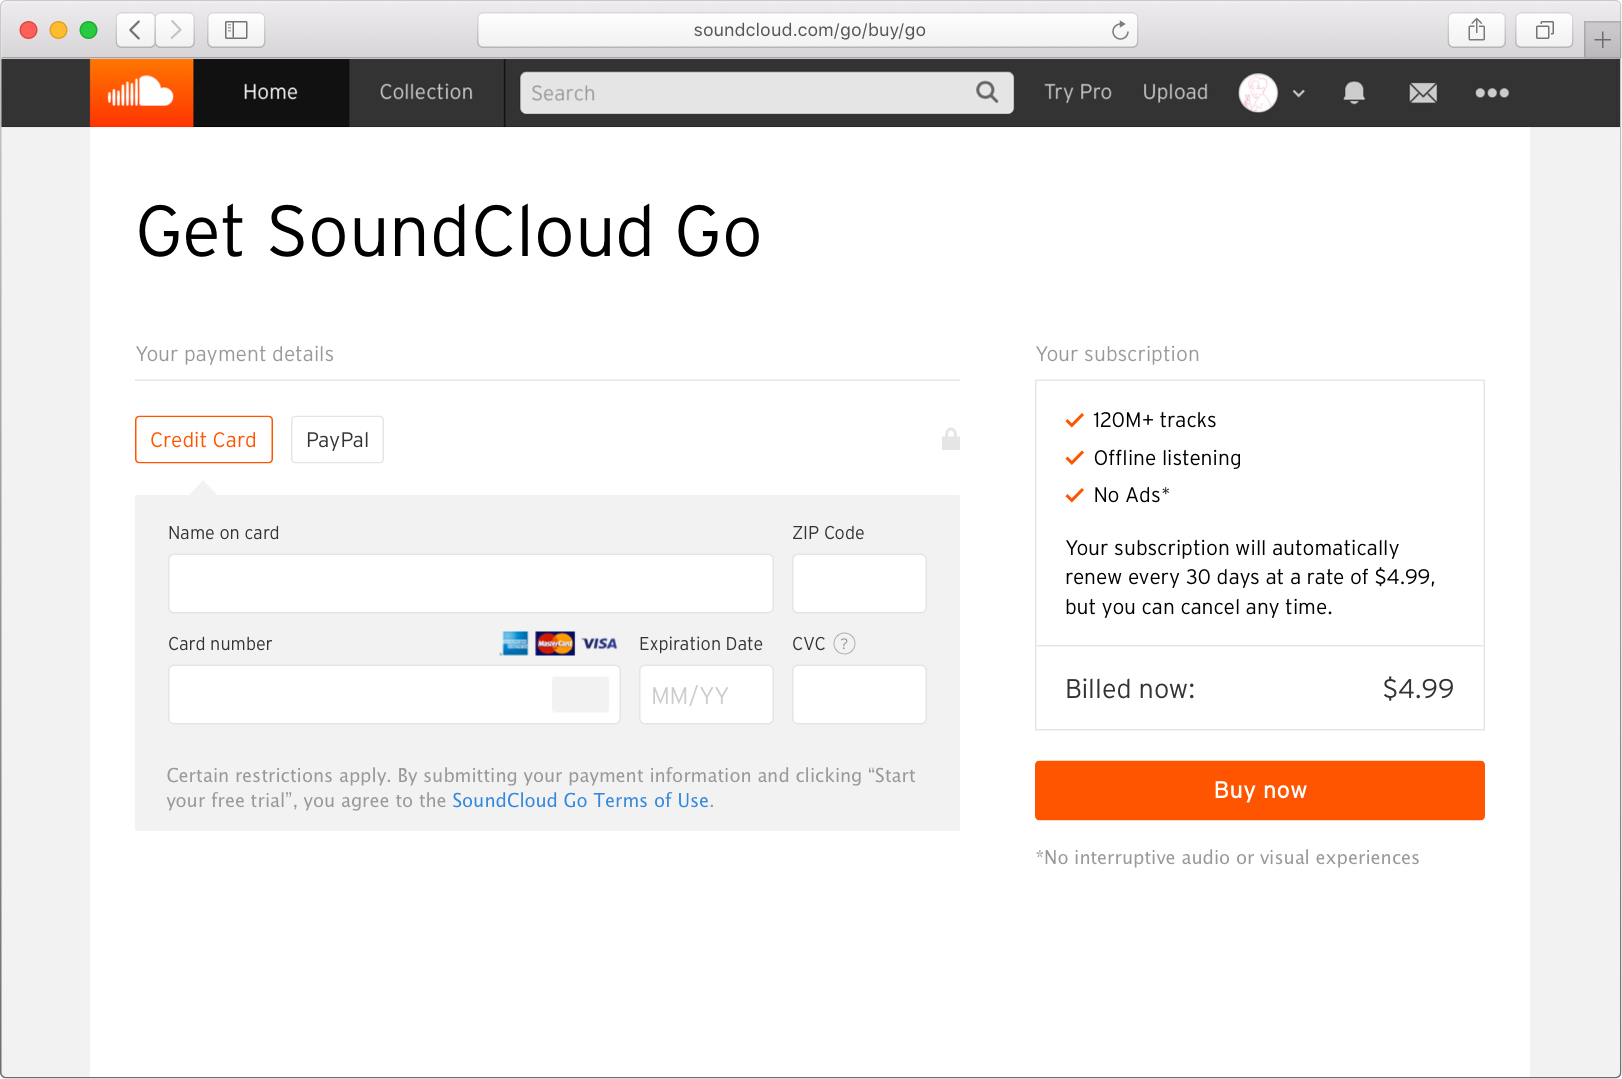 soundcloud.com/go/buy/go
Home
Collection
Search
Try Pro
Upload
Get SoundCloud Go
Your payment details
Credit Card
PayPal
Name on card
ZIP Code
Card number
MasterCard
VISA
Expiration Date
CVC ?
MM/YY
Certain restrictions apply. By submitting your payment information and clicking “Start
your free trial”, you agree to the SoundCloud Go Terms of Use.
Your subscription
120M+ tracks
Offline listening
No Ads*
Your subscription will automatically
renew every 30 days at a rate of $4.99,
but you can cancel any time.
Billed now: $4.99
Buy now
*No interruptive audio or visual experiences